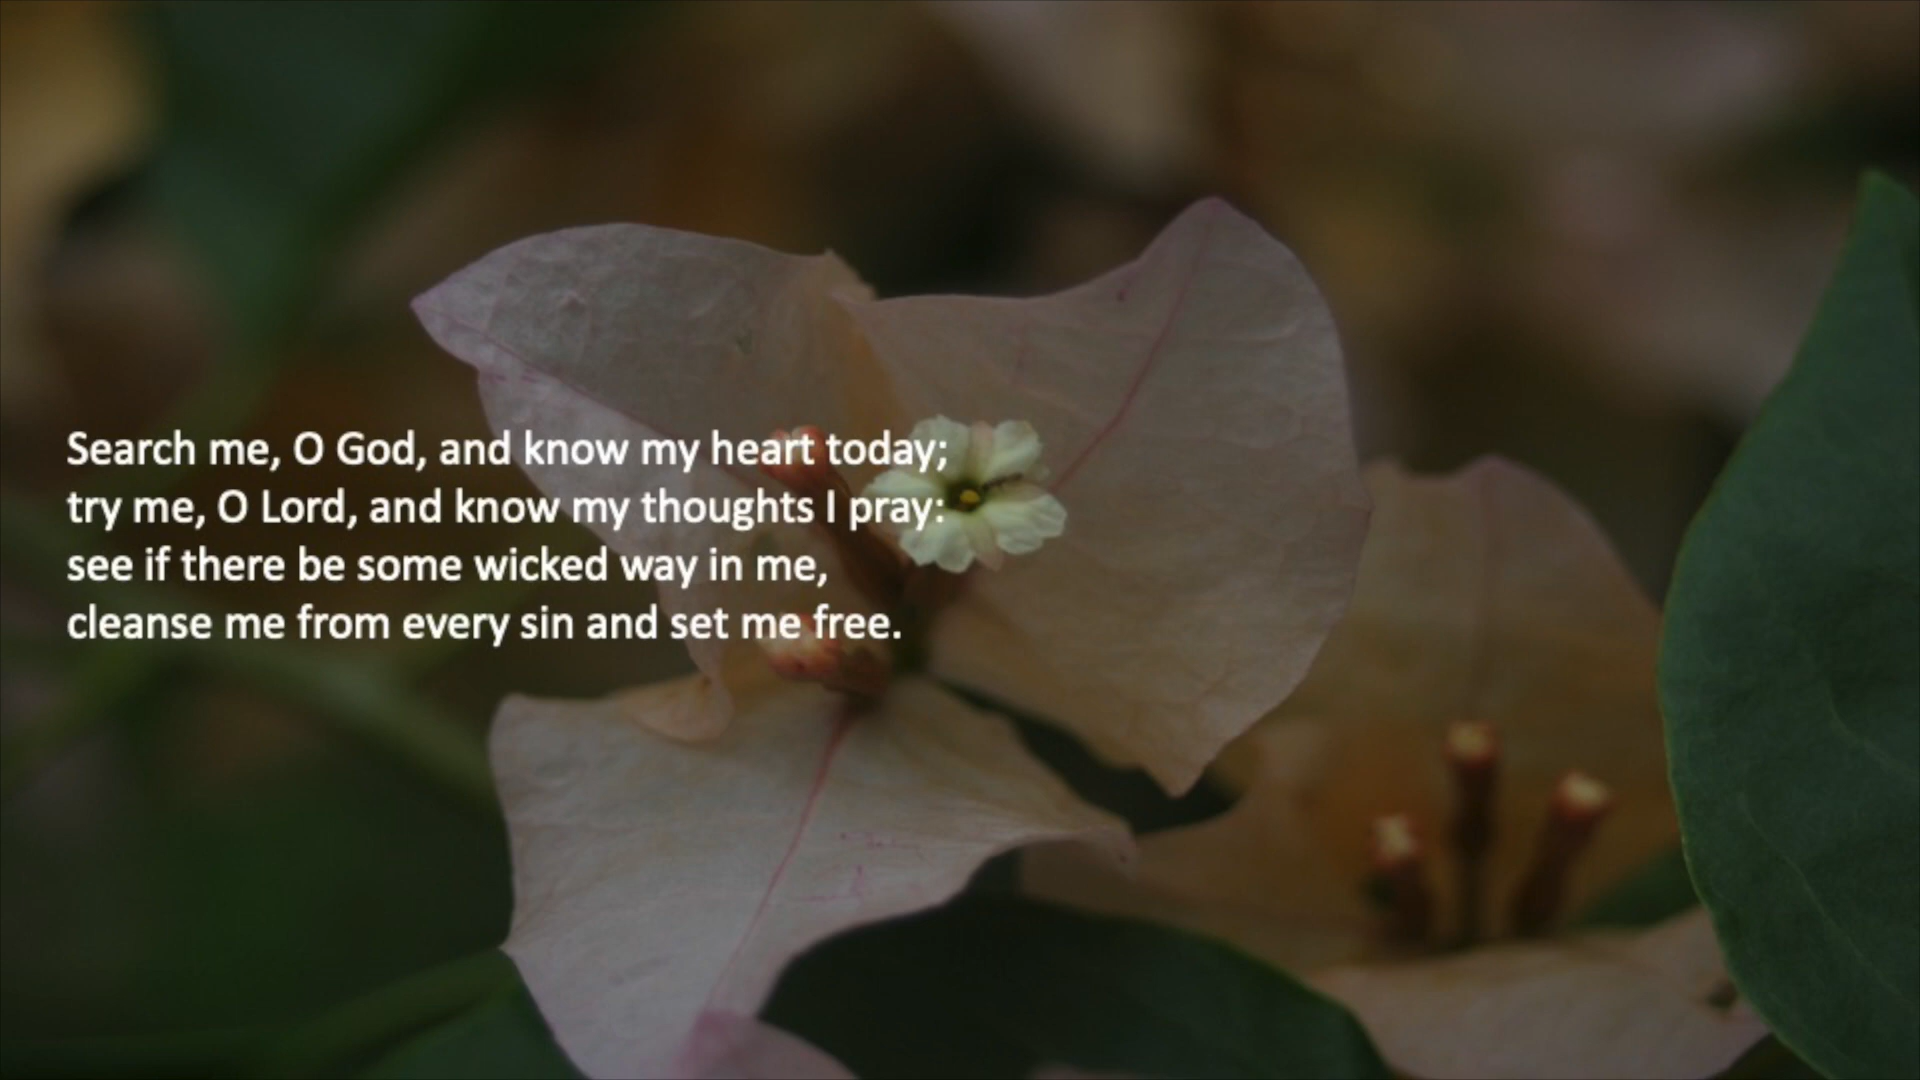 Search me, O God, and know my heart today;
try me, O Lord, and know my thoughts I pray:
see if there be some wicked way in me,
cleanse me from every sin and set me free.